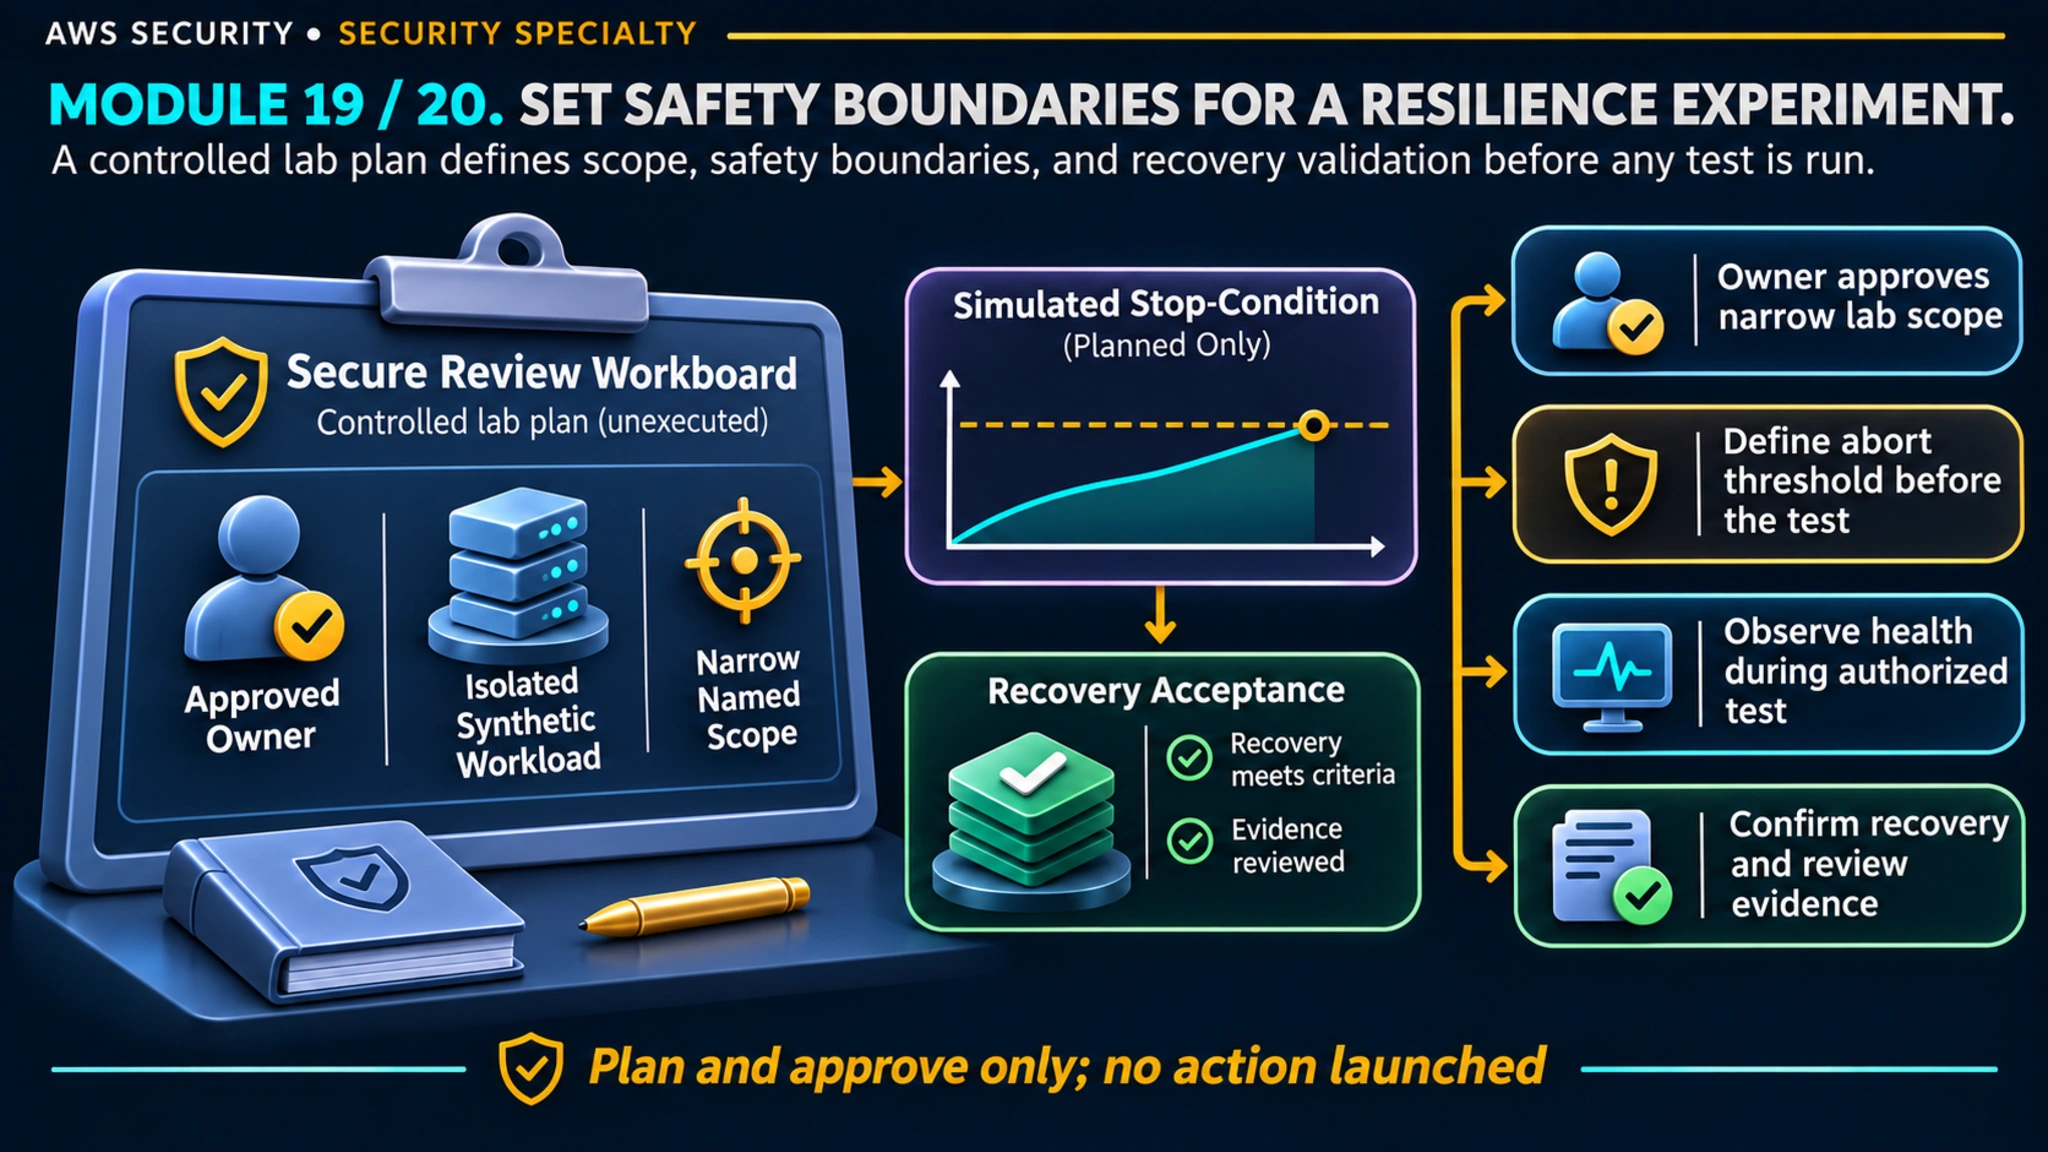 AWS SECURITY • SECURITY SPECIALTY
MODULE 19 / 20. SET SAFETY BOUNDARIES FOR A RESILIENCE EXPERIMENT.
A controlled lab plan defines scope, safety boundaries, and recovery validation before any test is run.
Secure Review Workboard
Controlled lab plan (unexecuted)
Approved
Owner
Isolated
Synthetic
Workload
Narrow
Named
Scope
Simulated Stop-Condition
(Planned Only)
Recovery Acceptance
Recovery
meets criteria
Evidence
reviewed
Owner approves
narrow lab scope
Define abort
threshold before
the test
Observe health
during authorized
test
Confirm recovery
and review
evidence
Plan and approve only; no action launched